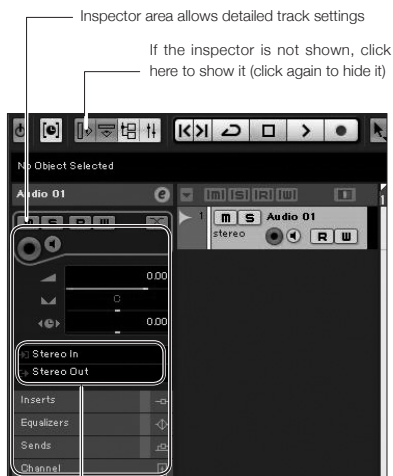 Inspector area allows detailed track settings
If the inspector is not shown, click
here to show it (click again to hide it)
No Object Selected
Audio 01
e
m S R W
[m] [S] [R] [W]
1
1 m S Audio 01
stereo R W
0.00
C
0.00
Stereo In
Stereo Out
Inserts
Equalizers
Sends
Channel